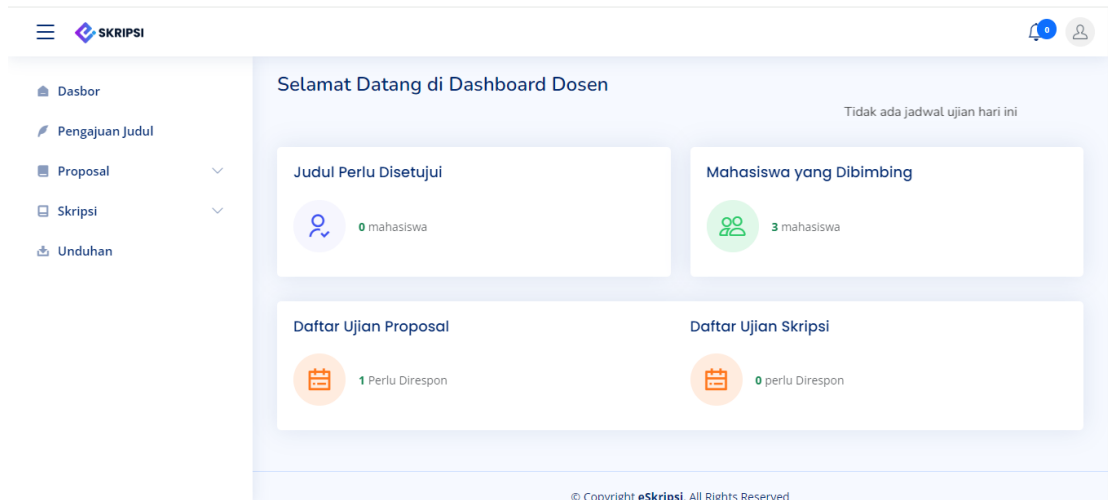 SKRIPSI
0
Dasbor
Pengajuan Judul
Proposal
Skripsi
Unduhan
Selamat Datang di Dashboard Dosen
Tidak ada jadwal ujian hari ini
Judul Perlu Disetujui
0 mahasiswa
Mahasiswa yang Dibimbing
3 mahasiswa
Daftar Ujian Proposal
1 Perlu Direspon
Daftar Ujian Skripsi
0 perlu Direspon
© Copyright eSkripsi. All Rights Reserved